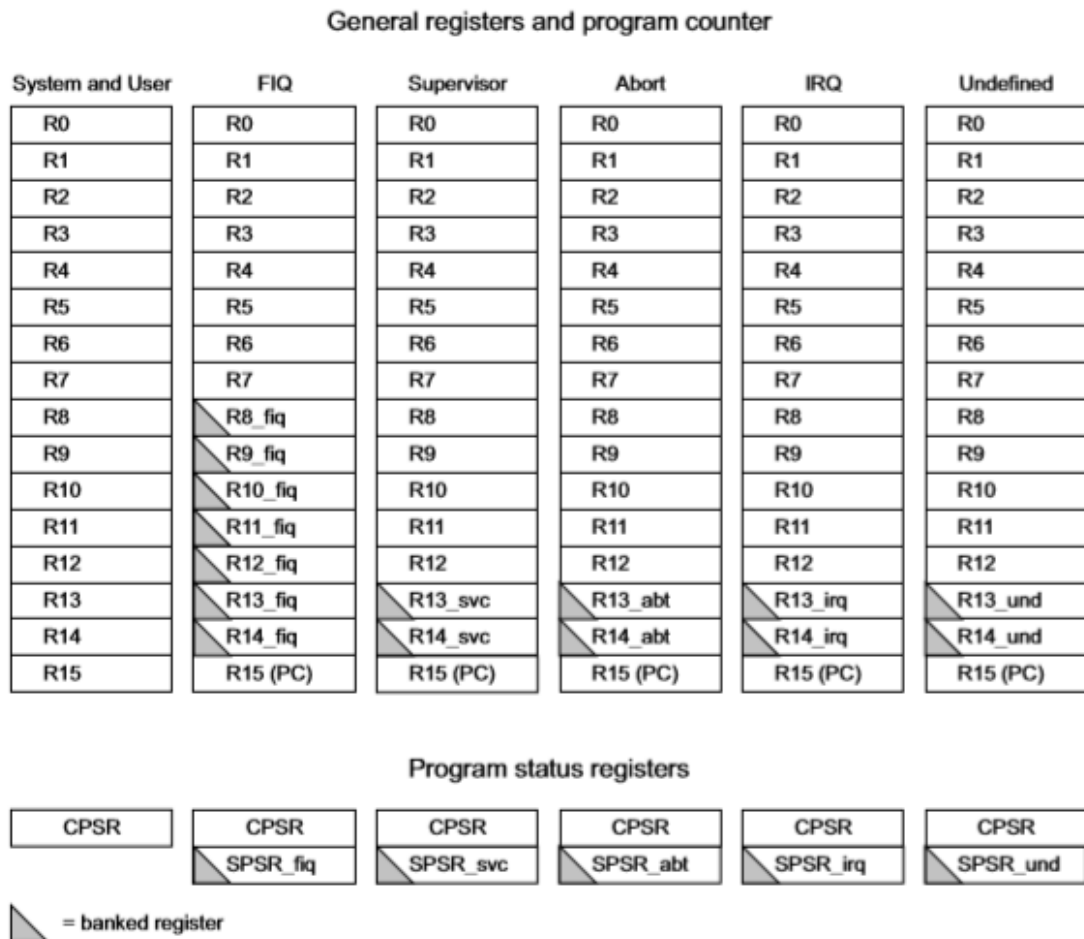 General registers and program counter
System and User FIQ Supervisor Abort IRQ Undefined
R0 R0 R0 R0 R0 R0
R1 R1 R1 R1 R1 R1
R2 R2 R2 R2 R2 R2
R3 R3 R3 R3 R3 R3
R4 R4 R4 R4 R4 R4
R5 R5 R5 R5 R5 R5
R6 R6 R6 R6 R6 R6
R7 R7 R7 R7 R7 R7
R8 R8_fiq R8 R8 R8 R8
R9 R9_fiq R9 R9 R9 R9
R10 R10_fiq R10 R10 R10 R10
R11 R11_fiq R11 R11 R11 R11
R12 R12_fiq R12 R12 R12 R12
R13 R13_fiq R13_svc R13_abt R13_irq R13_und
R14 R14_fiq R14_svc R14_abt R14_irq R14_und
R15 R15 (PC) R15 (PC) R15 (PC) R15 (PC) R15 (PC)
Program status registers
CPSR CPSR CPSR CPSR CPSR CPSR
SPSR_fiq SPSR_svc SPSR_abt SPSR_irq SPSR_und
= banked register